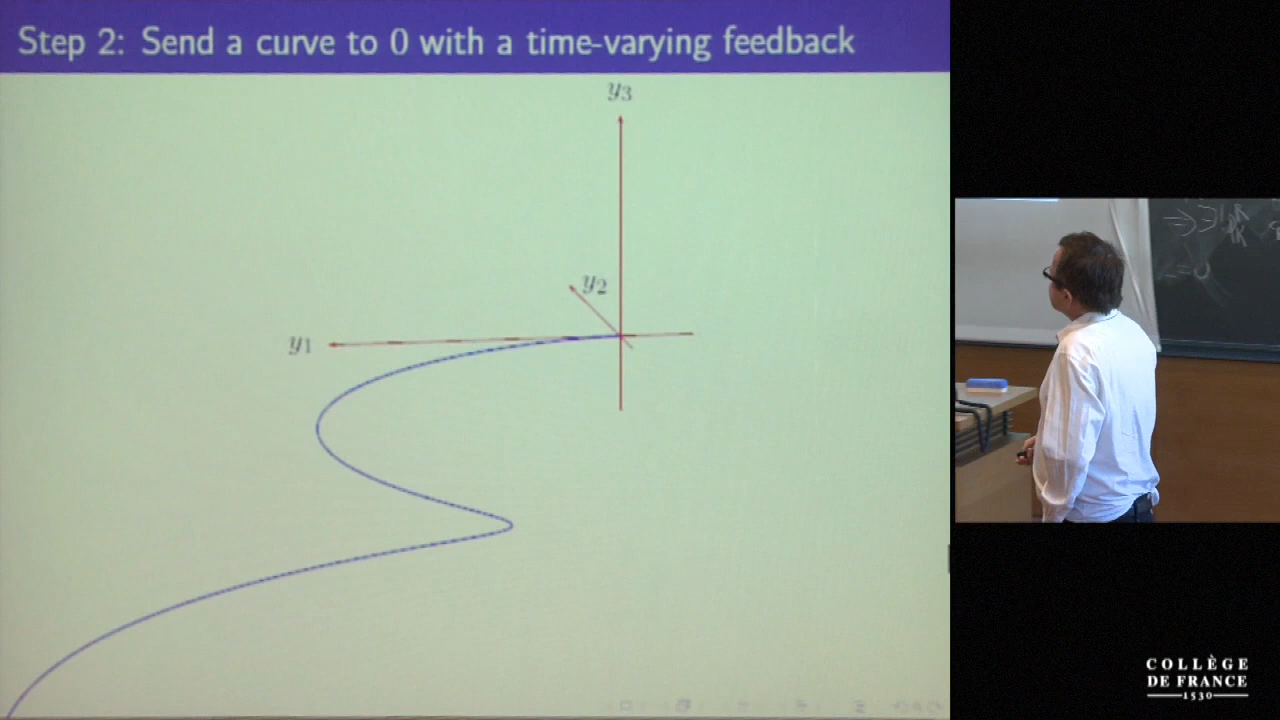 Step 2: Send a curve to 0 with a time-varying feedback
y3
y2
y1
COLLÈGE
DE FRANCE
1530